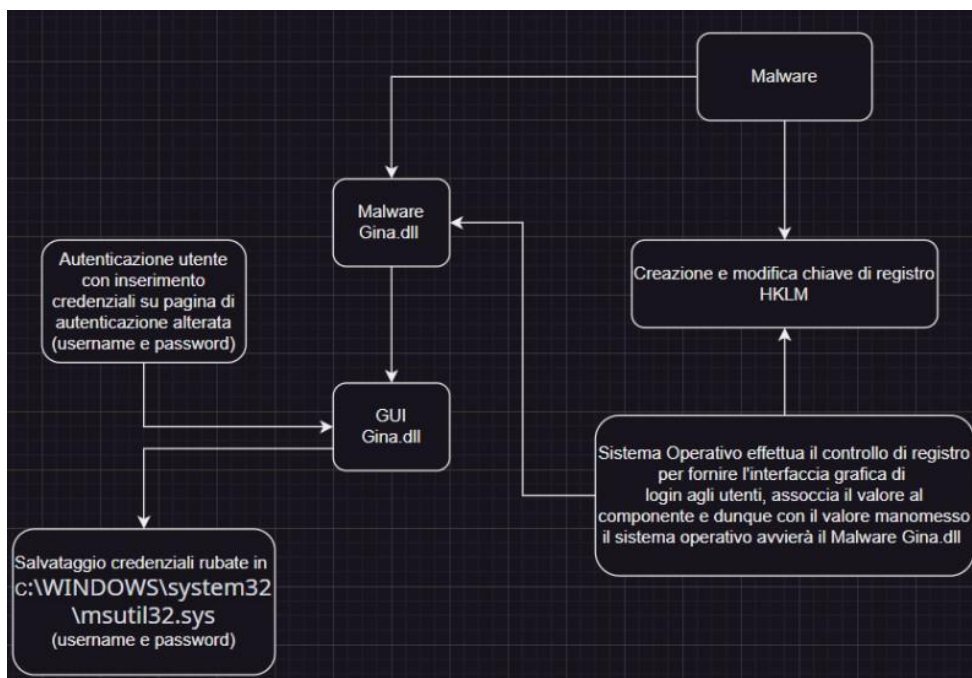 Malware
Malware
Gina.dll
Autenticazione utente
con inserimento
credenziali su pagina di
autenticazione alterata
(username e password)
Creazione e modifica chiave di registro
HKLM
GUI
Gina.dll
Sistema Operativo effettua il controllo di registro
per fornire l'interfaccia grafica di
login agli utenti, assoccia il valore al
componente e dunque con il valore manomesso
il sistema operativo avvierà il Malware Gina.dll
Salvataggio credenziali rubate in
c:\WINDOWS\system32
\msutil32.sys
(username e password)